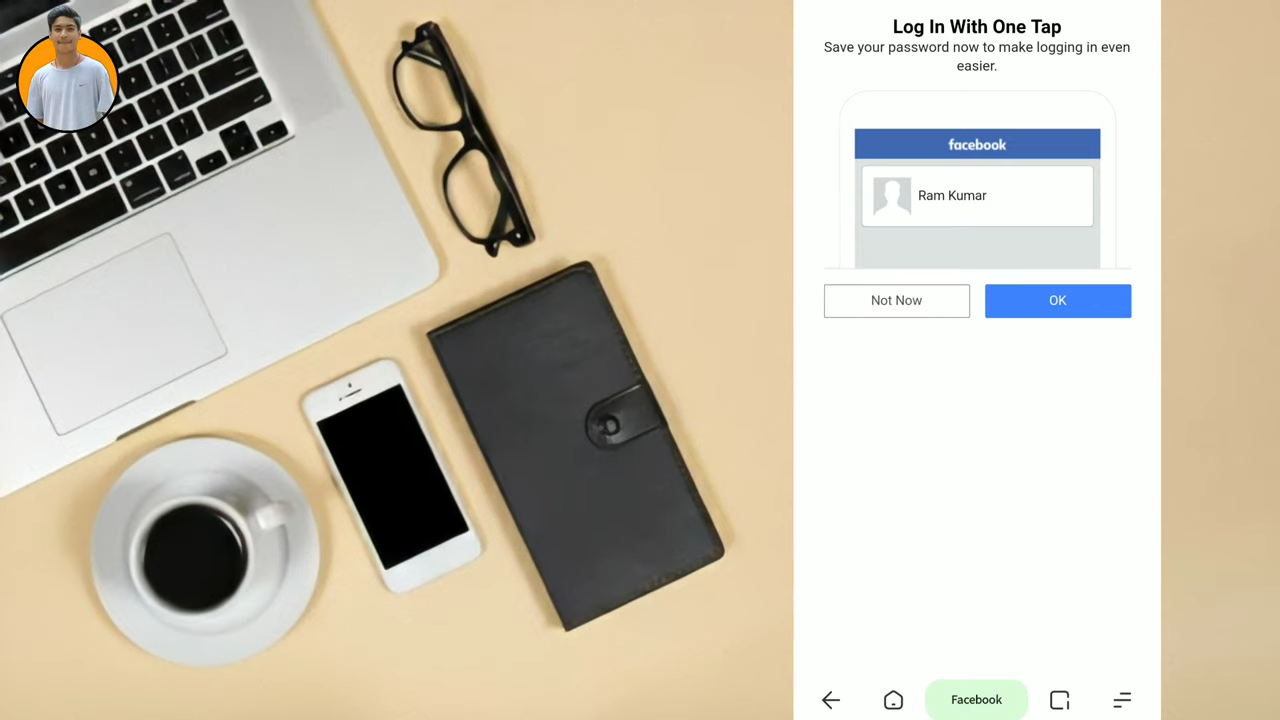 Log In With One Tap
Save your password now to make logging in even
easier.
facebook
Ram Kumar
Not Now
OK
Facebook